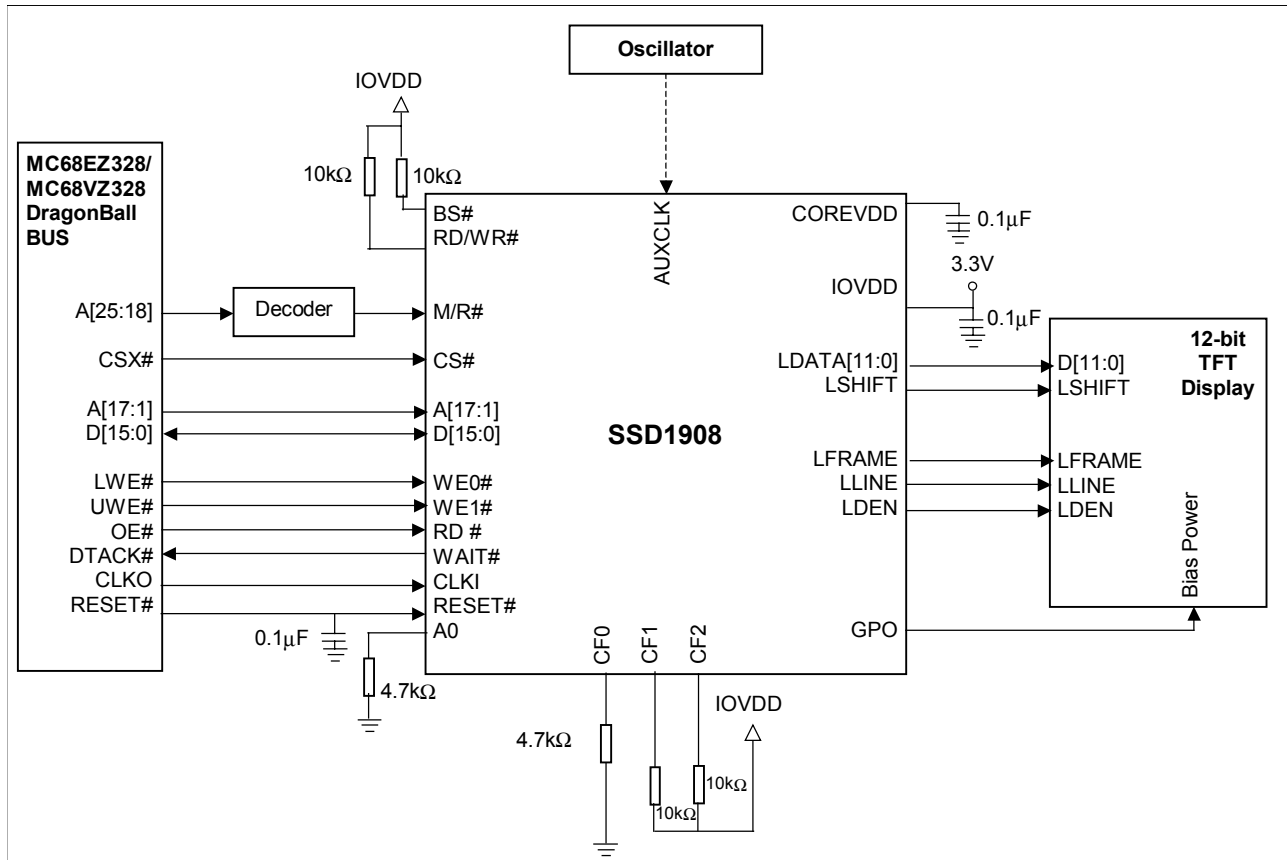 Oscillator
IOVDD
10kΩ
10kΩ
MC68EZ328/
MC68VZ328
DragonBall
BUS
A[25:18]
CSX#
A[17:1]
D[15:0]
LWE#
UWE#
OE#
DTACK#
CLKO
RESET#
Decoder
0.1µF
4.7kΩ
BS#
RD/WR#
M/R#
CS#
A[17:1]
D[15:0]
WE0#
WE1#
RD #
WAIT#
CLKI
RESET#
A0
AUXCLK
SSD1908
CF0
CF1
CF2
COREVDD
IOVDD
LDATA[11:0]
LSHIFT
LFRAME
LLINE
LDEN
GPO
0.1µF
3.3V
0.1µF
12-bit
TFT
Display
D[11:0]
LSHIFT
LFRAME
LLINE
LDEN
Bias Power
4.7kΩ
10kΩ
10kΩ
IOVDD